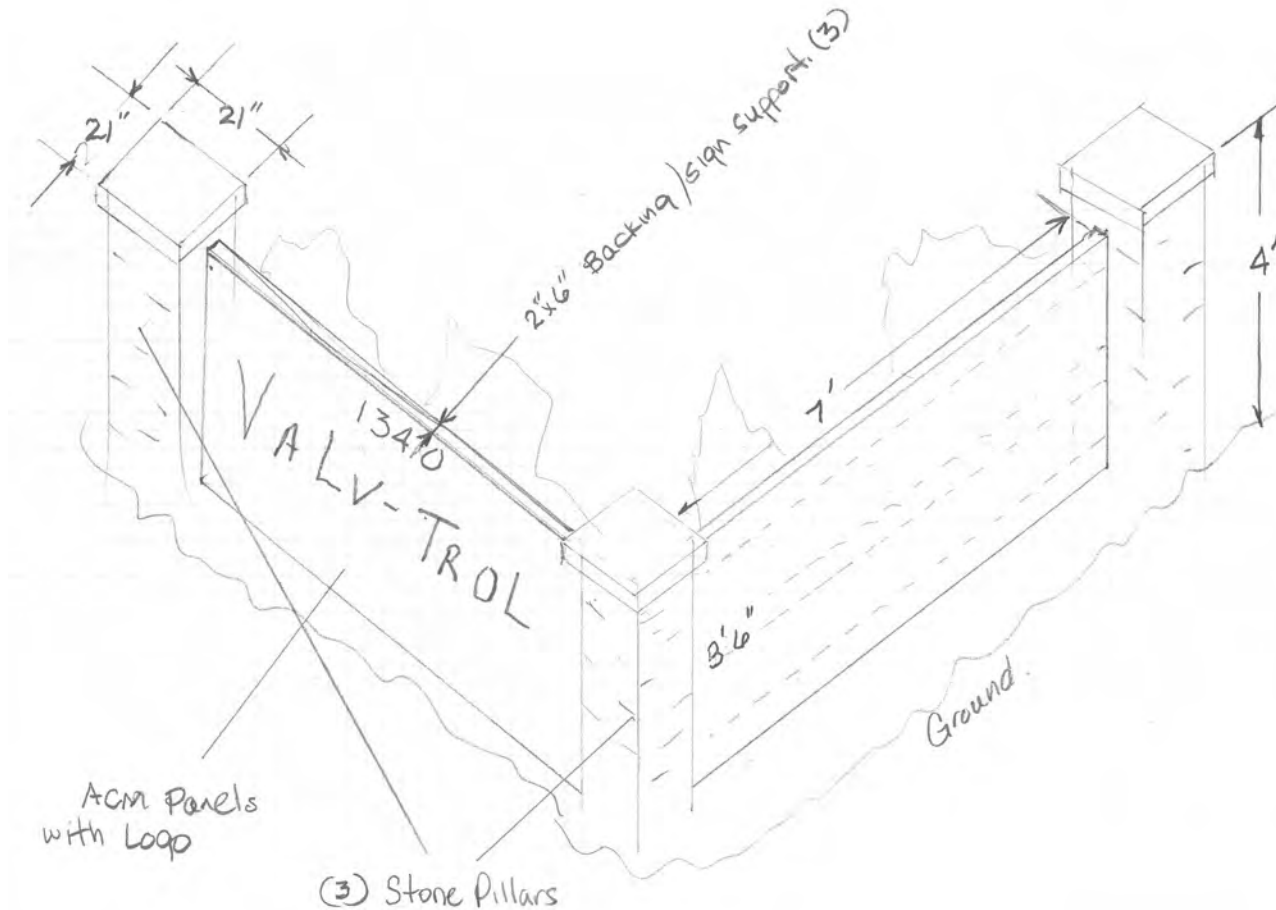 21"
21"
2"x6" Backing/sign support. (3)
4'
7'
1340
VALV-TROL
3'6"
Ground.
ACM Panels
with Logo
(3) Stone Pillars